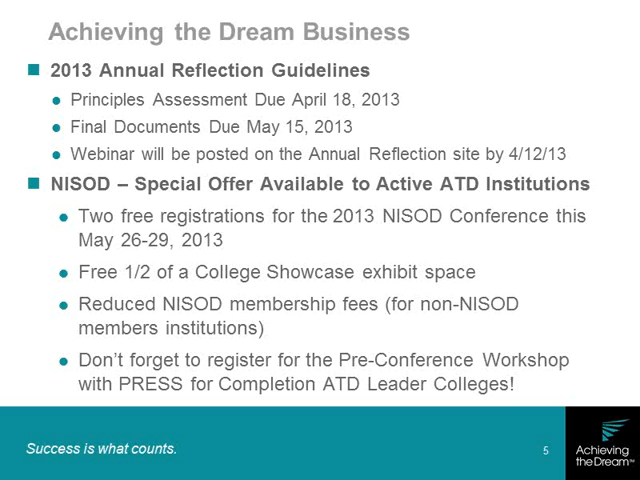 Achieving the Dream Business
2013 Annual Reflection Guidelines
Principles Assessment Due April 18, 2013
Final Documents Due May 15, 2013
Webinar will be posted on the Annual Reflection site by 4/12/13
NISOD – Special Offer Available to Active ATD Institutions
Two free registrations for the 2013 NISOD Conference this
May 26-29, 2013
Free 1/2 of a College Showcase exhibit space
Reduced NISOD membership fees (for non-NISOD
members institutions)
Don’t forget to register for the Pre-Conference Workshop
with PRESS for Completion ATD Leader Colleges!
Success is what counts.
5
Achieving
the Dream™